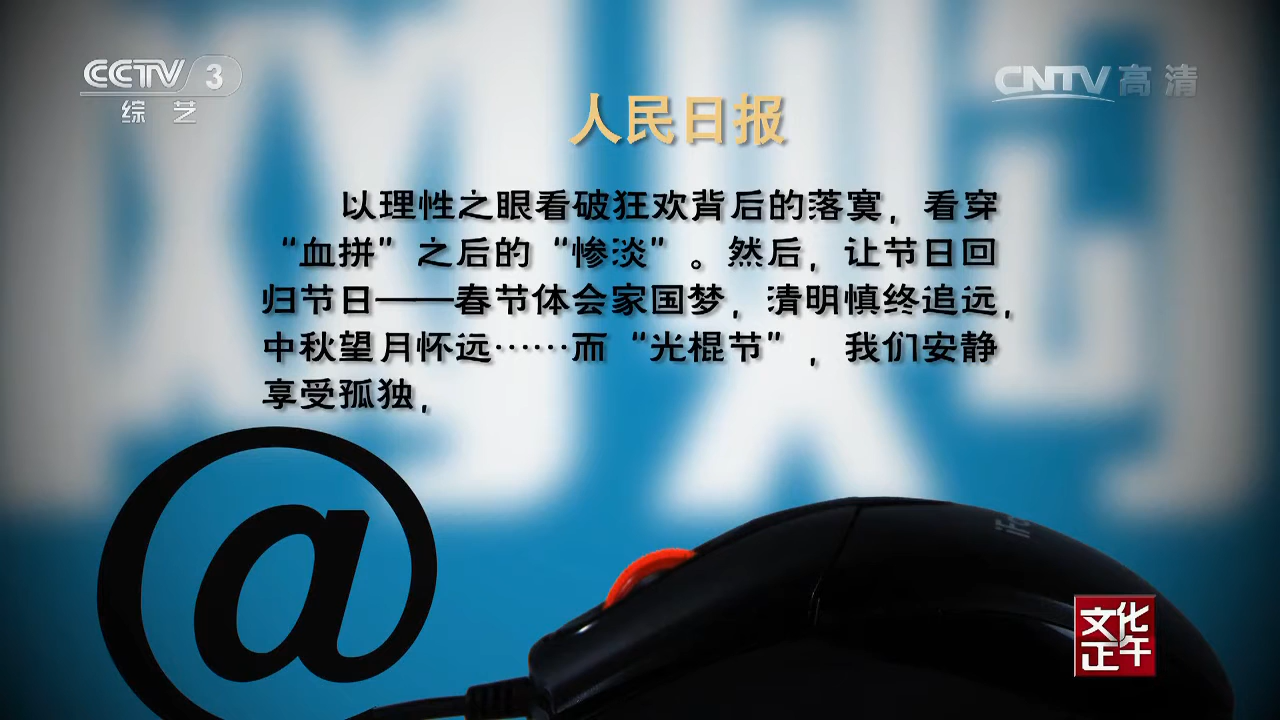 CCTV 3
综艺
CNTV 高清
人民日报
以理性之眼看破狂欢背后的落寞，看穿
“血拼”之后的“惨淡”。然后，让节日回
归节日——春节体会家国梦，清明慎终追远，
中秋望月怀远……而“光棍节”，我们安静
享受孤独，
@
文化
正午